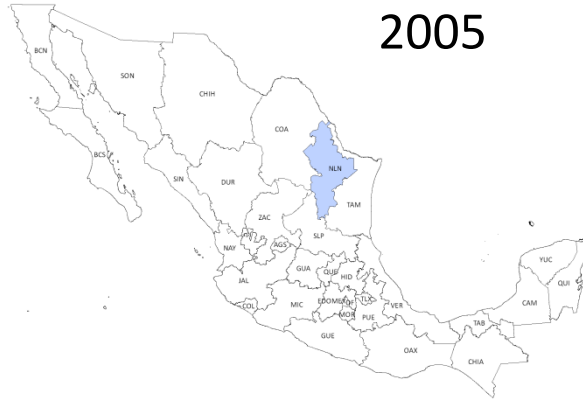 2005
BCN
SON
CHIH
COA
BCS
NLN
SIN
DUR
TAM
ZAC
SLP
NAY
AGS
YUC
JAL
GUA
QUE
HID
QUI
COL
MIC
EDOMEX
DF
TLX
VER
CAM
MOR
PUE
TAB
GUE
OAX
CHIA